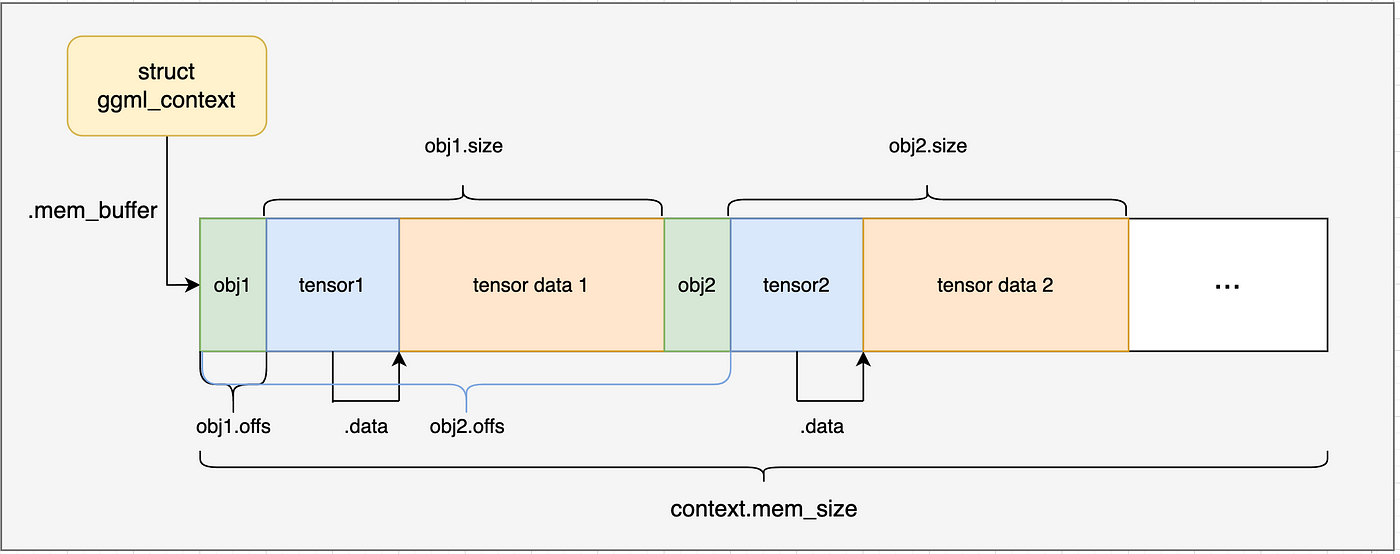 struct
ggml_context
obj1.size
obj2.size
.mem_buffer
obj1
tensor1
tensor data 1
obj2
tensor2
tensor data 2
...
obj1.offs
.data
obj2.offs
.data
context.mem_size